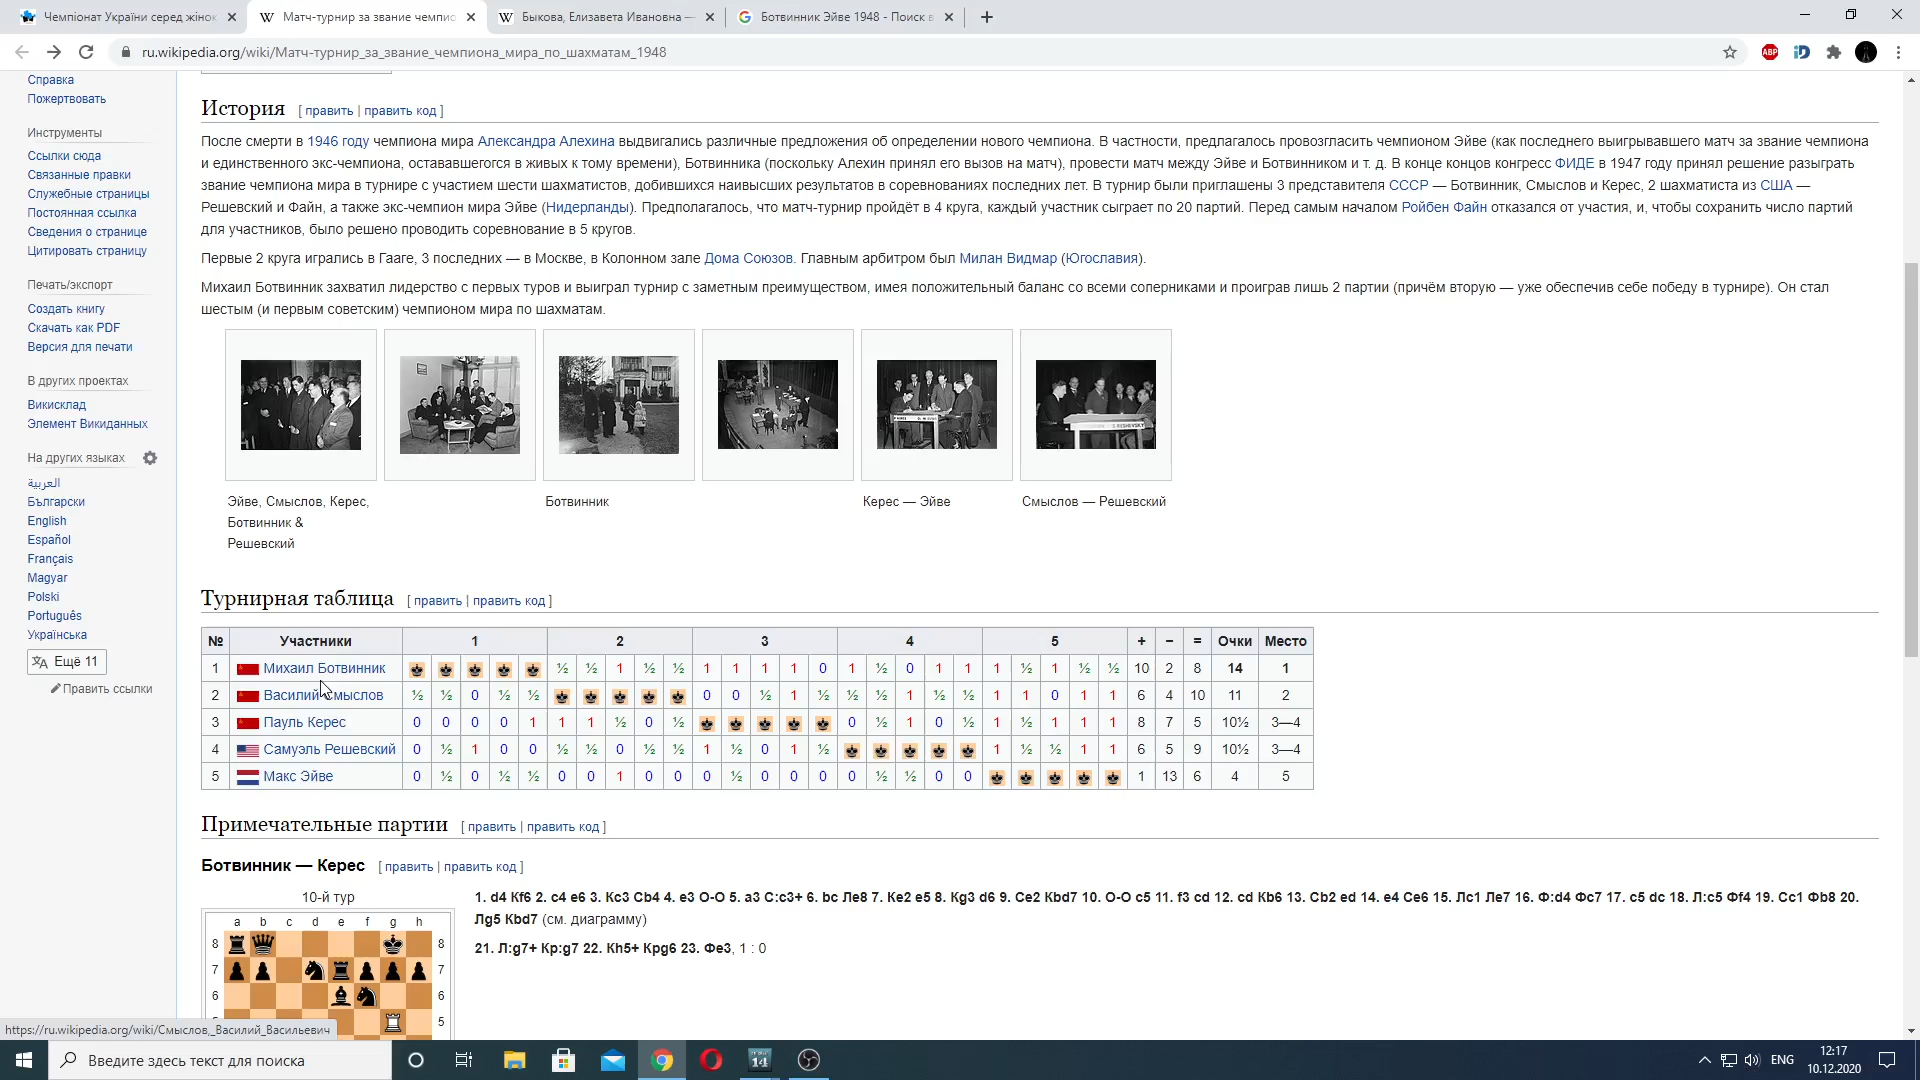 Чемпіонат України серед жінок
Матч-турнир за звание чемпио
Быкова, Елизавета Ивановна —
Ботвинник Эйве 1948 - Поиск в
ru.wikipedia.org/wiki/Матч-турнир_за_звание_чемпиона_мира_по_шахматам_1948
ABP
Справка
Пожертвовать
Инструменты
Ссылки сюда
Связанные правки
Служебные страницы
Постоянная ссылка
Сведения о странице
Цитировать страницу
Печать/экспорт
Создать книгу
Скачать как PDF
Версия для печати
В других проектах
Викисклад
Элемент Викиданных
На других языках
العربية
Български
English
Español
Français
Magyar
Polski
Português
Українська
Ещё 11
Править ссылки
История [ править | править код ]
После смерти в 1946 году чемпиона мира Александра Алехина выдвигались различные предложения об определении нового чемпиона. В частности, предлагалось провозгласить чемпионом Эйве (как последнего выигрывавшего матч за звание чемпиона
и единственного экс-чемпиона, остававшегося в живых к тому времени), Ботвинника (поскольку Алехин принял его вызов на матч), провести матч между Эйве и Ботвинником и т. д. В конце концов конгресс ФИДЕ в 1947 году принял решение разыграть
звание чемпиона мира в турнире с участием шести шахматистов, добившихся наивысших результатов в соревнованиях последних лет. В турнир были приглашены 3 представителя СССР — Ботвинник, Смыслов и Керес, 2 шахматиста из США —
Решевский и Файн, а также экс-чемпион мира Эйве (Нидерланды). Предполагалось, что матч-турнир пройдёт в 4 круга, каждый участник сыграет по 20 партий. Перед самым началом Ройбен Файн отказался от участия, и, чтобы сохранить число партий
для участников, было решено проводить соревнование в 5 кругов.
Первые 2 круга игрались в Гааге, 3 последних — в Москве, в Колонном зале Дома Союзов. Главным арбитром был Милан Видмар (Югославия).
Михаил Ботвинник захватил лидерство с первых туров и выиграл турнир с заметным преимуществом, имея положительный баланс со всеми соперниками и проиграв лишь 2 партии (причём вторую — уже обеспечив себе победу в турнире). Он стал
шестым (и первым советским) чемпионом мира по шахматам.
Эйве, Смыслов, Керес,
Ботвинник &
Решевский
Ботвинник
Керес — Эйве
Смыслов — Решевский
Турнирная таблица [ править | править код ]
№ Участники 1 2 3 4 5 + − = Очки Место
1 Михаил Ботвинник ½ ½ 1 ½ ½ 1 1 1 1 0 1 ½ 0 1 1 1 ½ 1 ½ ½ 10 2 8 14 1
2 Василий Смыслов ½ ½ 0 ½ ½ 0 0 ½ 1 ½ ½ ½ 1 ½ ½ 1 1 0 1 1 6 4 10 11 2
3 Пауль Керес 0 0 0 0 1 1 1 ½ 0 ½ 0 ½ 1 0 ½ 1 ½ 1 1 1 8 7 5 10½ 3—4
4 Самуэль Решевский 0 ½ 1 0 0 ½ ½ 0 ½ ½ 1 ½ 0 1 ½ 1 ½ ½ 1 1 6 5 9 10½ 3—4
5 Макс Эйве 0 ½ 0 ½ ½ 0 0 1 0 0 0 ½ 0 0 0 0 ½ ½ 0 0 1 13 6 4 5
Примечательные партии [ править | править код ]
Ботвинник — Керес [ править | править код ]
10-й тур
a b c d e f g h
8 8
7 7
6 6
5
1. d4 Кf6 2. c4 e6 3. Кc3 Сb4 4. e3 O-O 5. a3 С:c3+ 6. bc Лe8 7. Кe2 e5 8. Кg3 d6 9. Сe2 Кbd7 10. O-O c5 11. f3 cd 12. cd Кb6 13. Сb2 ed 14. e4 Сe6 15. Лc1 Лe7 16. Ф:d4 Фc7 17. c5 dc 18. Л:c5 Фf4 19. Сc1 Фb8 20.
Лg5 Кbd7 (см. диаграмму)
21. Л:g7+ Кр:g7 22. Кh5+ Крg6 23. Фe3, 1 : 0
https://ru.wikipedia.org/wiki/Смыслов,_Василий_Васильевич
Введите здесь текст для поиска
14
ENG
12:17
10.12.2020